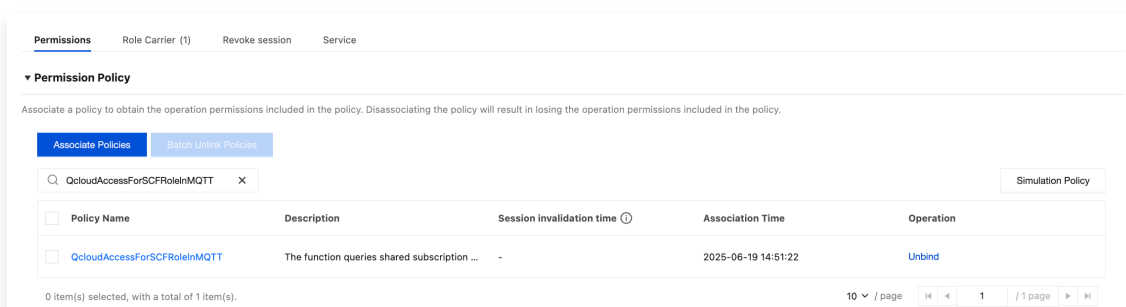 Permissions Role Carrier (1) Revoke session Service
Permission Policy
Associate a policy to obtain the operation permissions included in the policy. Disassociating the policy will result in losing the operation permissions included in the policy.
Associate Policies Batch Unlink Policies
QcloudAccessForSCFRoleInMQTT Simulation Policy
Policy Name Description Session invalidation time Association Time Operation
QcloudAccessForSCFRoleInMQTT The function queries shared subscription ... - 2025-06-19 14:51:22 Unbind
0 item(s) selected, with a total of 1 item(s). 10 / page 1 / 1 page